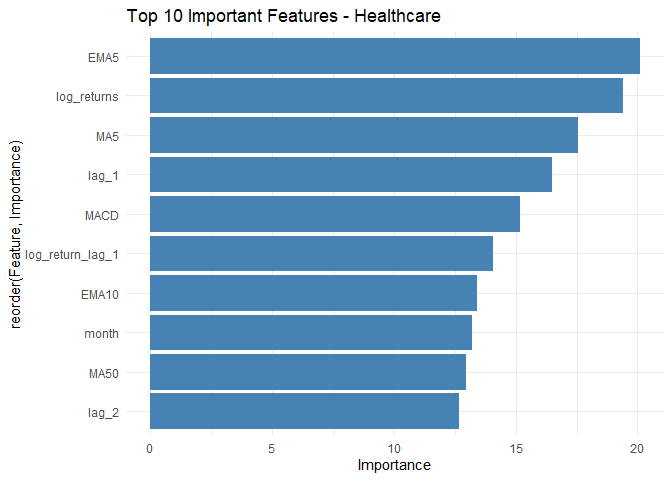 Top 10 Important Features - Healthcare
reorder(Feature, Importance)
EMA5
log_returns
MA5
lag_1
MACD
log_return_lag_1
EMA10
month
MA50
lag_2
0 5 10 15 20
Importance